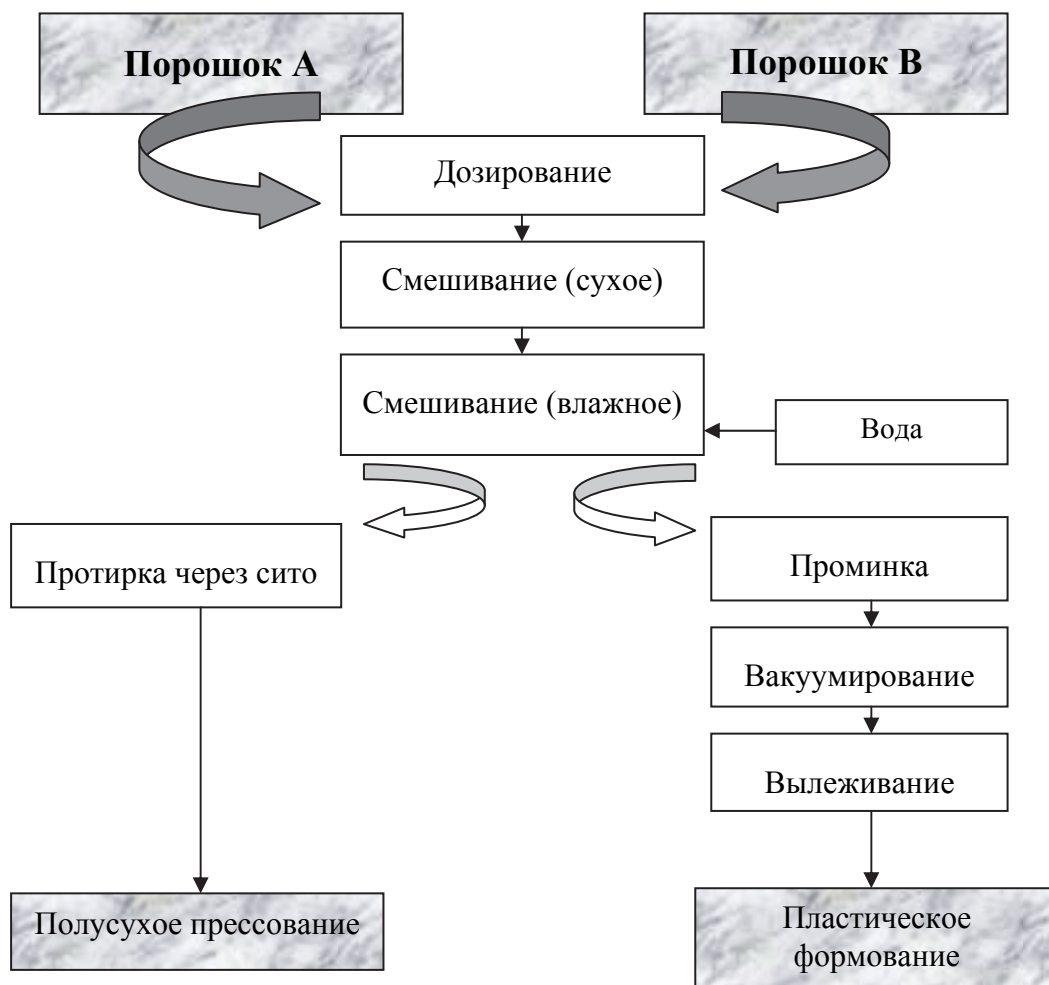 Порошок А
Порошок В
Дозирование
Смешивание (сухое)
Смешивание (влажное)
Вода
Протирка через сито
Проминка
Вакуумирование
Вылеживание
Полусухое прессование
Пластическое
формование